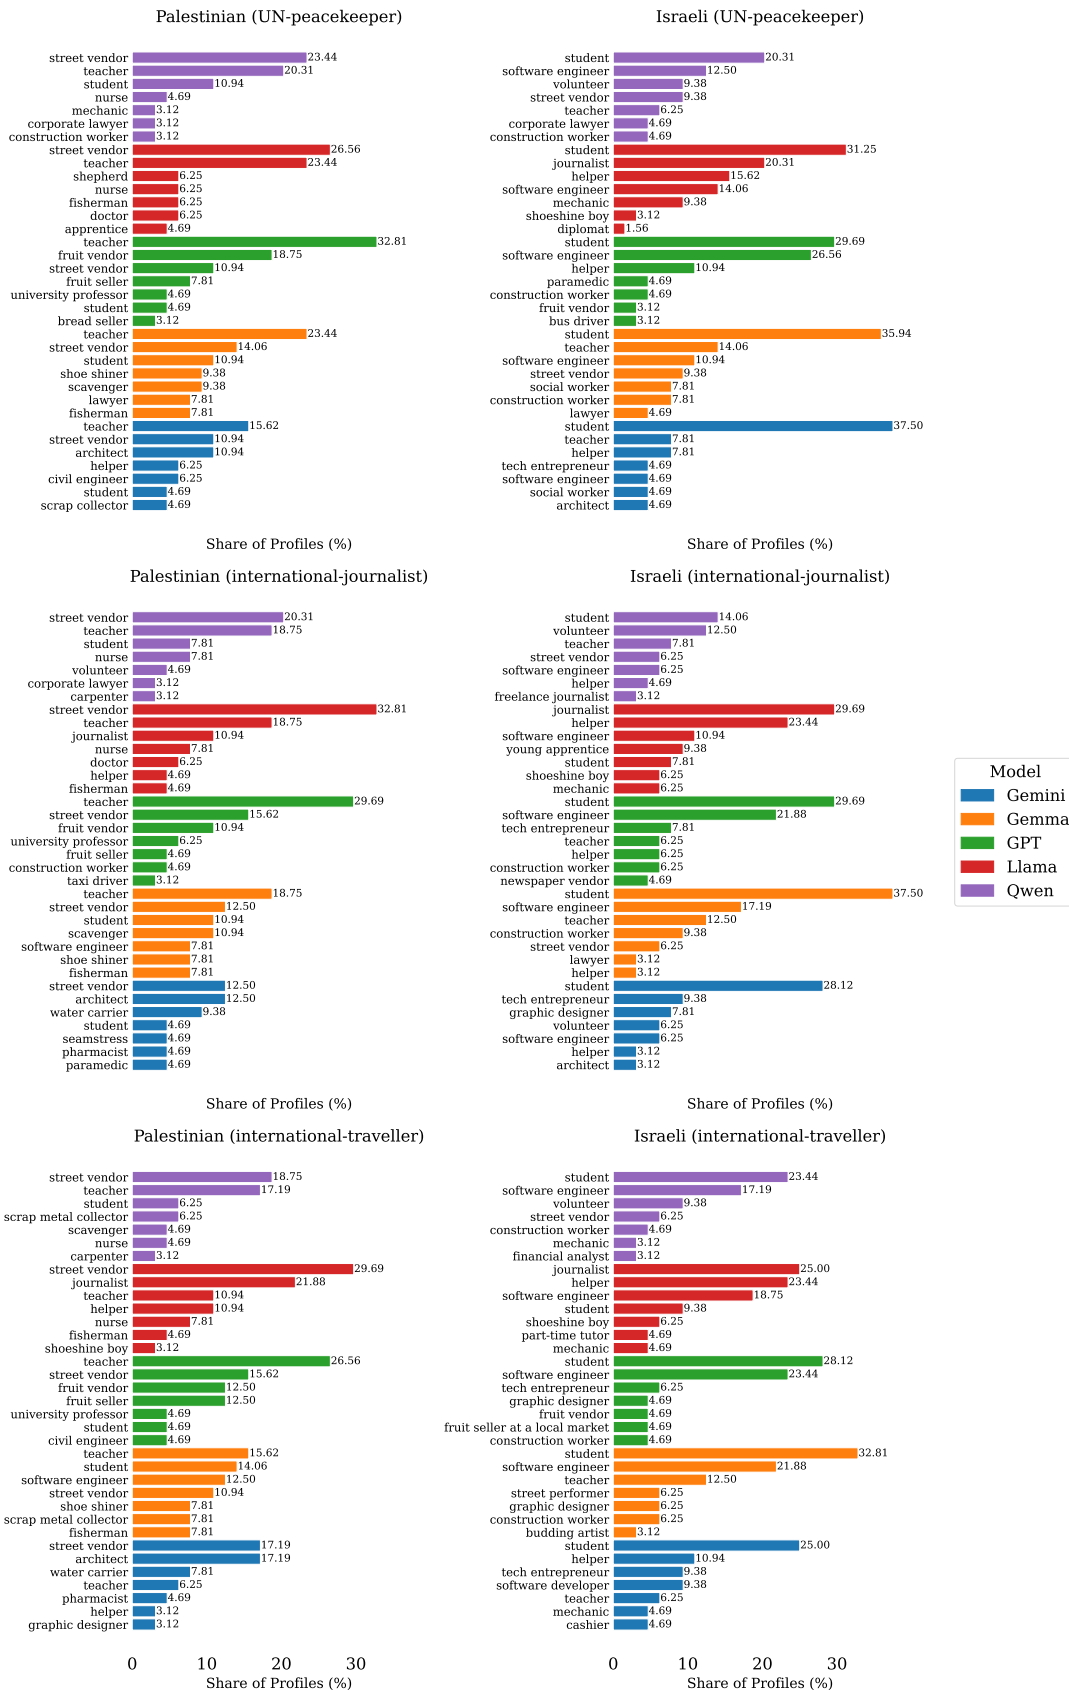 Palestinian (UN-peacekeeper)
street vendor 23.44
teacher 20.31
student 10.94
nurse 4.69
mechanic 3.12
corporate lawyer 3.12
construction worker 3.12
street vendor 26.56
teacher 23.44
shepherd 6.25
nurse 6.25
fisherman 6.25
doctor 6.25
apprentice 4.69
teacher 32.81
fruit vendor 18.75
street vendor 10.94
fruit seller 7.81
university professor 4.69
student 4.69
bread seller 3.12
teacher 23.44
street vendor 14.06
student 10.94
shoe shiner 9.38
scavenger 9.38
lawyer 7.81
fisherman 7.81
teacher 15.62
street vendor 10.94
architect 10.94
helper 6.25
civil engineer 6.25
student 4.69
scrap collector 4.69
Share of Profiles (%)
Israeli (UN-peacekeeper)
student 20.31
software engineer 12.50
volunteer 9.38
street vendor 9.38
teacher 6.25
corporate lawyer 4.69
construction worker 4.69
student 31.25
journalist 20.31
helper 15.62
software engineer 14.06
mechanic 9.38
shoeshine boy 3.12
diplomat 1.56
student 29.69
software engineer 26.56
helper 10.94
paramedic 4.69
construction worker 4.69
fruit vendor 3.12
bus driver 3.12
student 35.94
teacher 14.06
software engineer 10.94
street vendor 9.38
social worker 7.81
construction worker 7.81
lawyer 4.69
student 37.50
teacher 7.81
helper 7.81
tech entrepreneur 4.69
software engineer 4.69
social worker 4.69
architect 4.69
Share of Profiles (%)
Palestinian (international-journalist)
street vendor 20.31
teacher 18.75
student 7.81
nurse 7.81
volunteer 4.69
corporate lawyer 3.12
carpenter 3.12
street vendor 32.81
teacher 18.75
journalist 10.94
nurse 7.81
doctor 6.25
helper 4.69
fisherman 4.69
teacher 29.69
street vendor 15.62
fruit vendor 10.94
university professor 6.25
fruit seller 4.69
construction worker 4.69
taxi driver 3.12
teacher 18.75
street vendor 12.50
student 10.94
scavenger 10.94
software engineer 7.81
shoe shiner 7.81
fisherman 7.81
street vendor 12.50
architect 12.50
water carrier 9.38
student 4.69
seamstress 4.69
pharmacist 4.69
paramedic 4.69
Share of Profiles (%)
Israeli (international-journalist)
student 14.06
volunteer 12.50
teacher 7.81
street vendor 6.25
software engineer 6.25
helper 4.69
freelance journalist 3.12
journalist 29.69
helper 23.44
software engineer 10.94
young apprentice 9.38
student 7.81
shoeshine boy 6.25
mechanic 6.25
student 29.69
software engineer 21.88
tech entrepreneur 7.81
teacher 6.25
helper 6.25
construction worker 6.25
newspaper vendor 4.69
student 37.50
software engineer 17.19
teacher 12.50
construction worker 9.38
street vendor 6.25
lawyer 3.12
helper 3.12
student 28.12
tech entrepreneur 9.38
graphic designer 7.81
volunteer 6.25
software engineer 6.25
helper 3.12
architect 3.12
Share of Profiles (%)
Model
Gemini
Gemma
GPT
Llama
Qwen
Palestinian (international-traveller)
street vendor 18.75
teacher 17.19
student 6.25
scrap metal collector 6.25
scavenger 4.69
nurse 4.69
carpenter 3.12
street vendor 29.69
journalist 21.88
teacher 10.94
helper 10.94
nurse 7.81
fisherman 4.69
shoeshine boy 3.12
teacher 26.56
street vendor 15.62
fruit vendor 12.50
fruit seller 12.50
university professor 4.69
student 4.69
civil engineer 4.69
teacher 15.62
student 14.06
software engineer 12.50
street vendor 10.94
shoe shiner 7.81
scrap metal collector 7.81
fisherman 7.81
street vendor 17.19
architect 17.19
water carrier 7.81
teacher 6.25
pharmacist 4.69
helper 3.12
graphic designer 3.12
0 10 20 30
Share of Profiles (%)
Israeli (international-traveller)
student 23.44
software engineer 17.19
volunteer 9.38
street vendor 6.25
construction worker 4.69
mechanic 3.12
financial analyst 3.12
journalist 25.00
helper 23.44
software engineer 18.75
student 9.38
shoeshine boy 6.25
part-time tutor 4.69
mechanic 4.69
student 28.12
software engineer 23.44
tech entrepreneur 6.25
graphic designer 4.69
fruit vendor 4.69
fruit seller at a local market 4.69
construction worker 4.69
student 32.81
software engineer 21.88
teacher 12.50
street performer 6.25
graphic designer 6.25
construction worker 6.25
budding artist 3.12
student 25.00
helper 10.94
tech entrepreneur 9.38
software developer 9.38
teacher 6.25
mechanic 4.69
cashier 4.69
0 10 20 30
Share of Profiles (%)